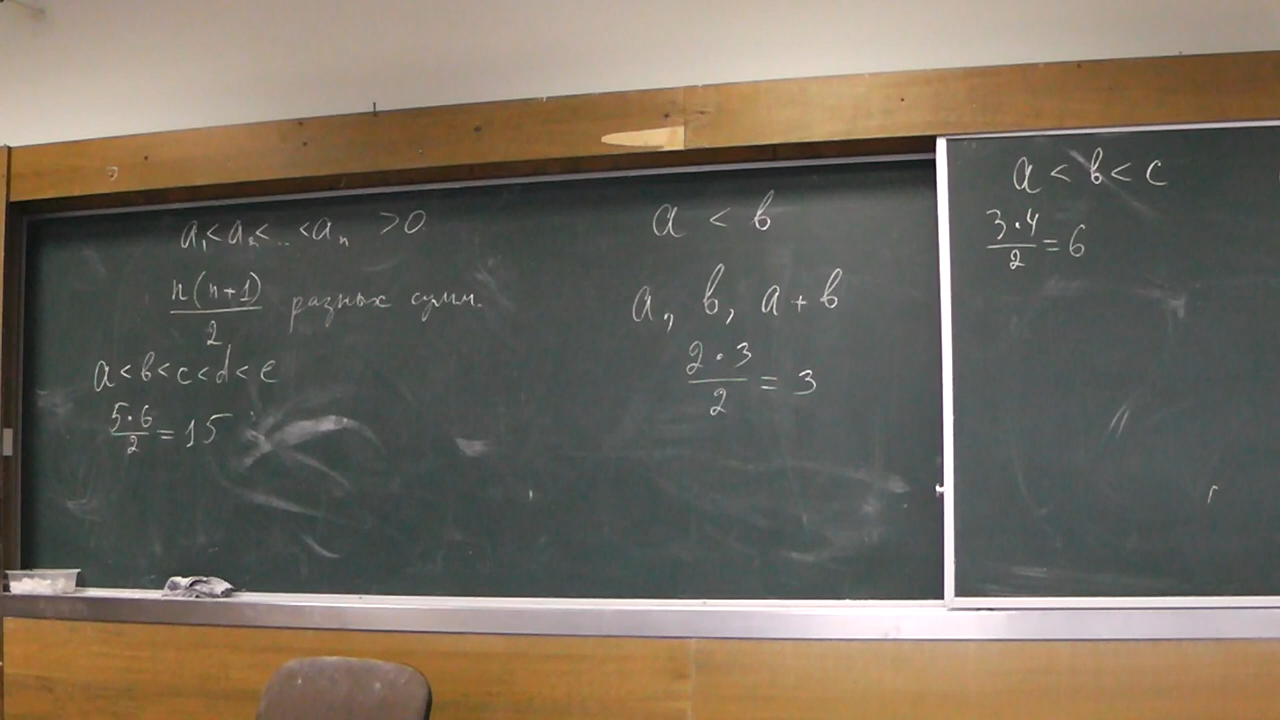 a₁ < a₂ < .. < aₙ > 0
n(n+1)/2 разных сумм.
a < b < c < d < e
5·6/2 = 15
a < b
a, b, a + b
2·3/2 = 3
a < b < c
3·4/2 = 6